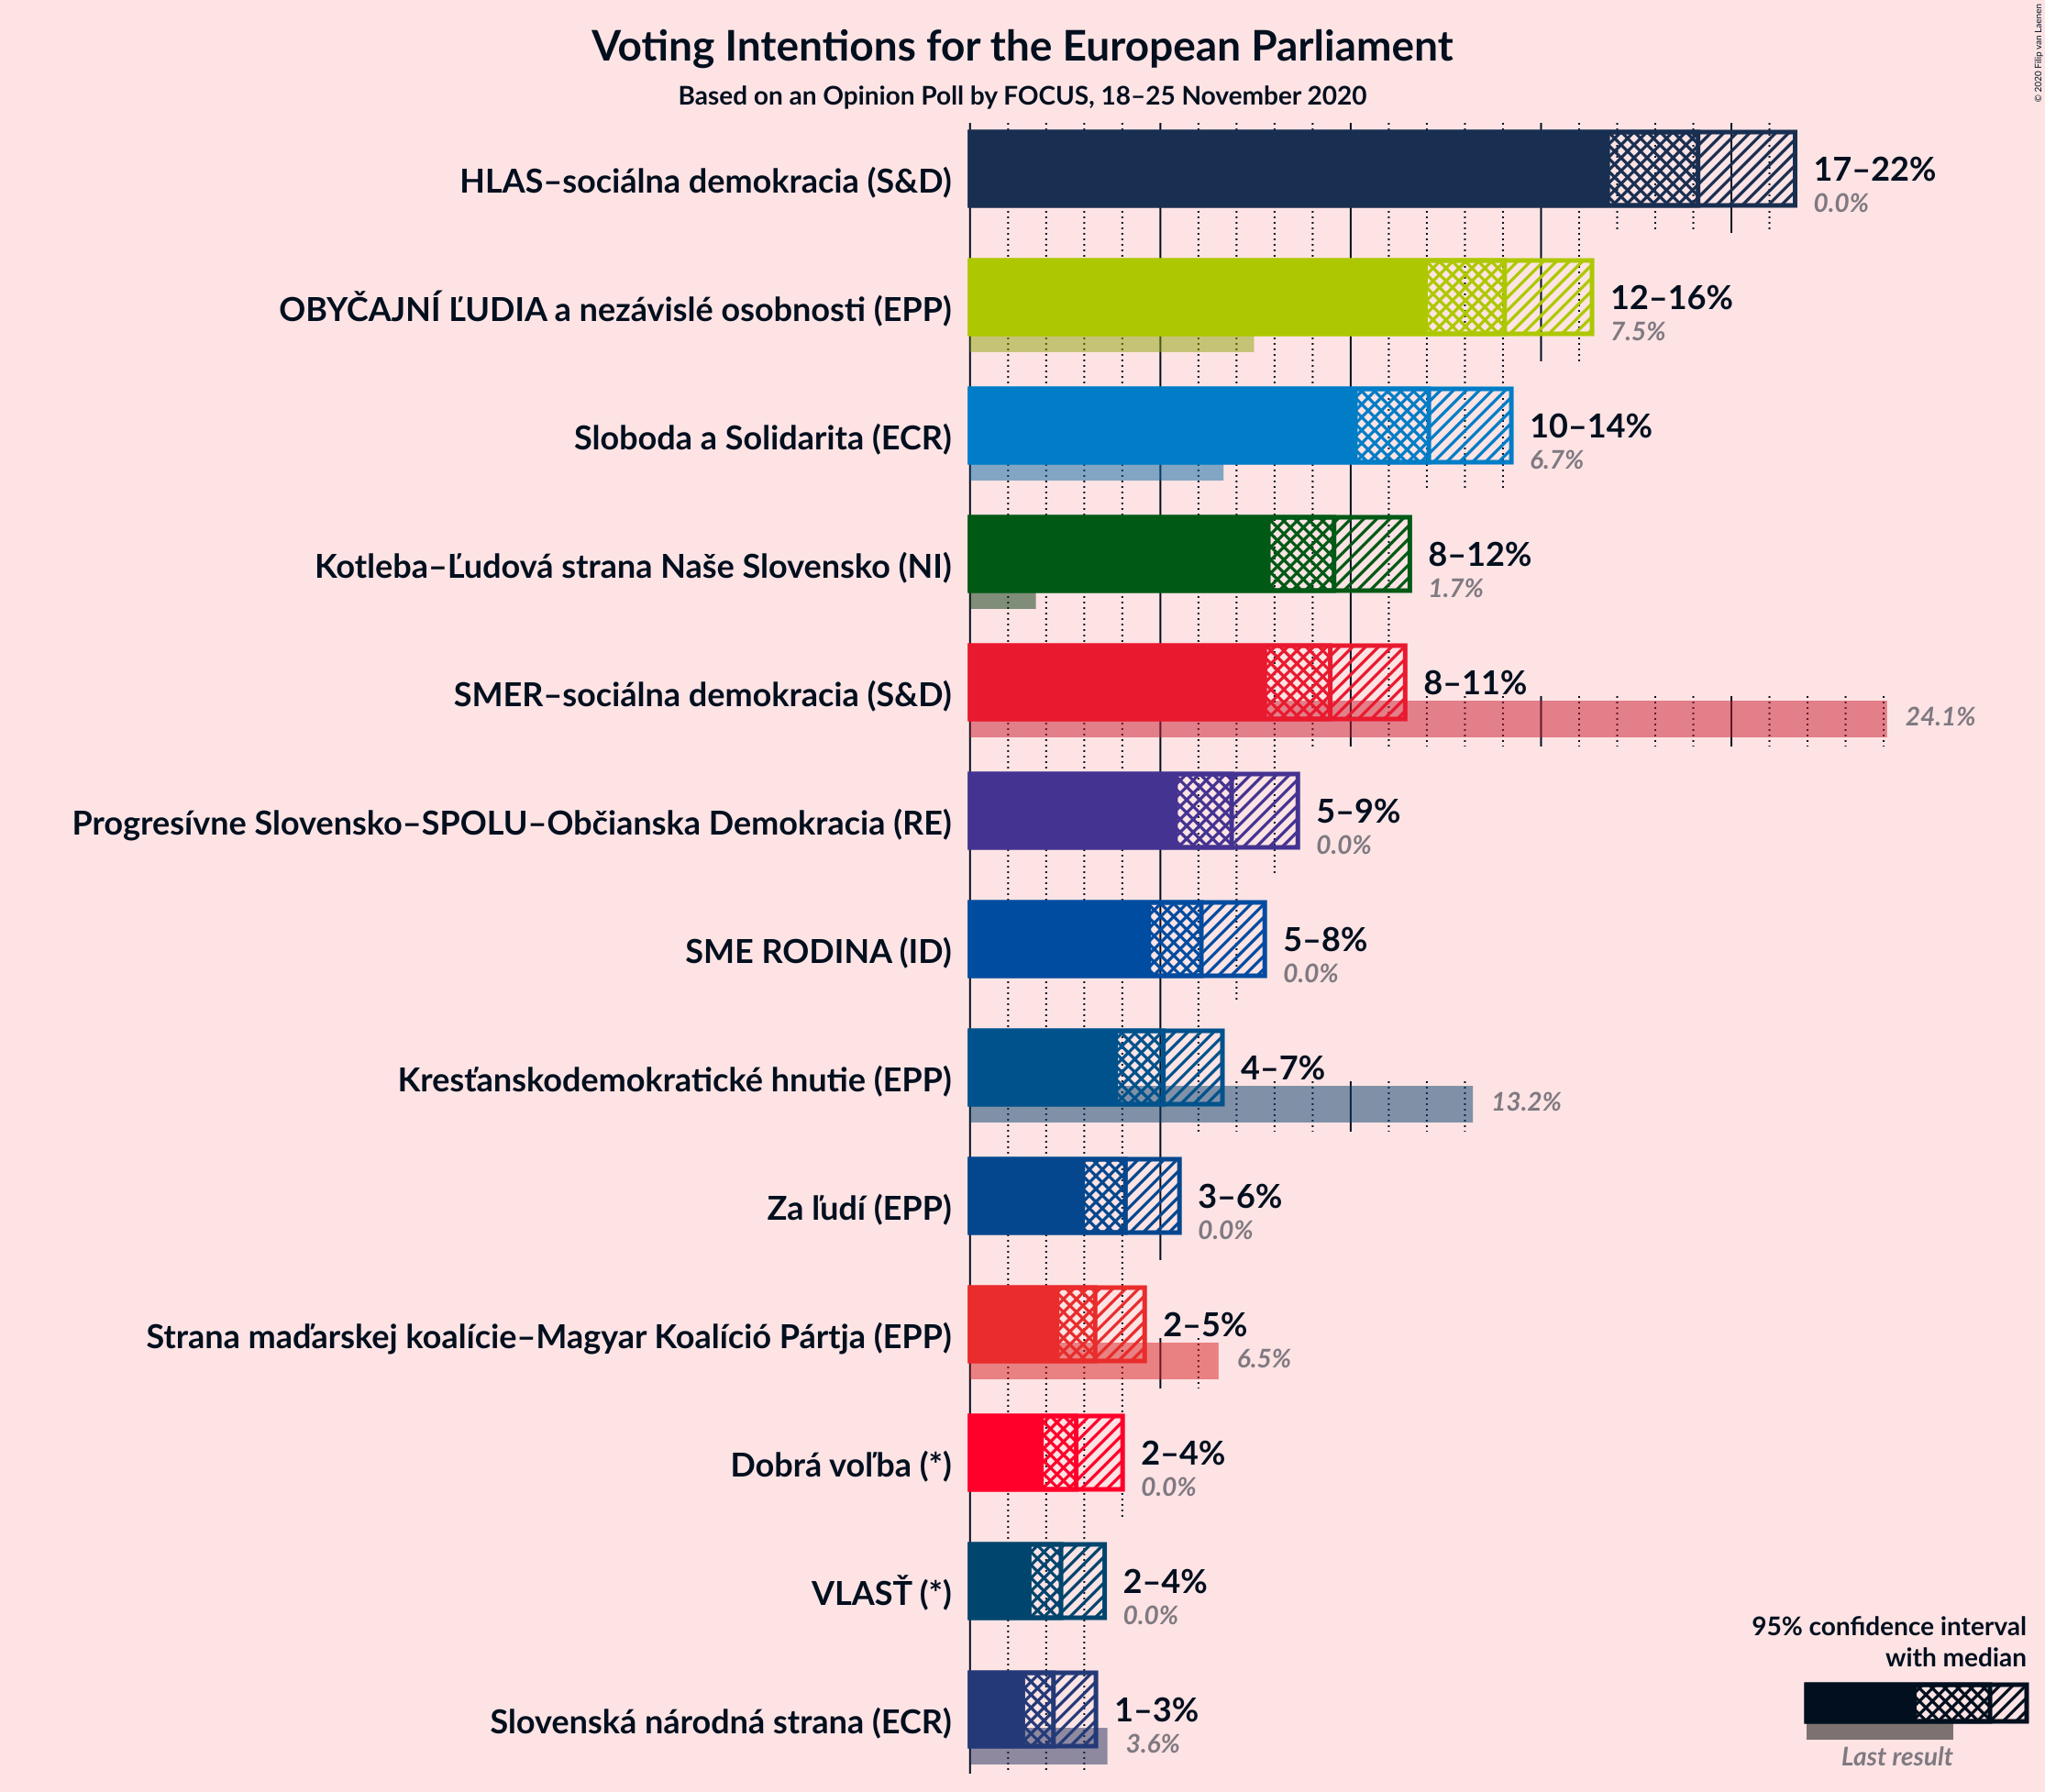 Voting Intentions for the European Parliament
Based on an Opinion Poll by FOCUS, 18–25 November 2020
© 2020 Filip van Laenen
HLAS–sociálna demokracia (S&D)
17–22%
0.0%
OBYČAJNÍ ĽUDIA a nezávislé osobnosti (EPP)
12–16%
7.5%
Sloboda a Solidarita (ECR)
10–14%
6.7%
Kotleba–Ľudová strana Naše Slovensko (NI)
8–12%
1.7%
SMER–sociálna demokracia (S&D)
8–11%
24.1%
Progresívne Slovensko–SPOLU–Občianska Demokracia (RE)
5–9%
0.0%
SME RODINA (ID)
5–8%
0.0%
Kresťanskodemokratické hnutie (EPP)
4–7%
13.2%
Za ľudí (EPP)
3–6%
0.0%
Strana maďarskej koalície–Magyar Koalíció Pártja (EPP)
2–5%
6.5%
Dobrá voľba (*)
2–4%
0.0%
VLASŤ (*)
2–4%
0.0%
Slovenská národná strana (ECR)
1–3%
3.6%
95% confidence interval
with median
Last result